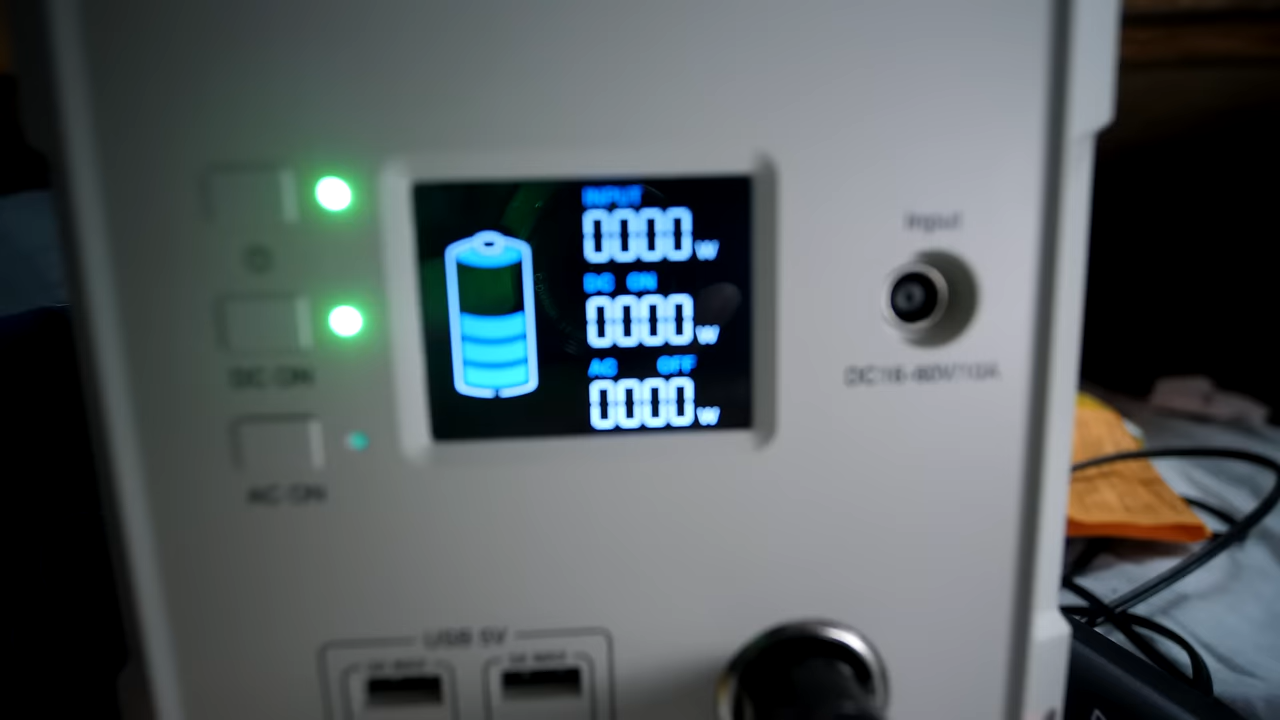 INPUT
0000W
DC ON
0000W
AC OFF
0000W
Input
DC ON
AC ON
USB 5V